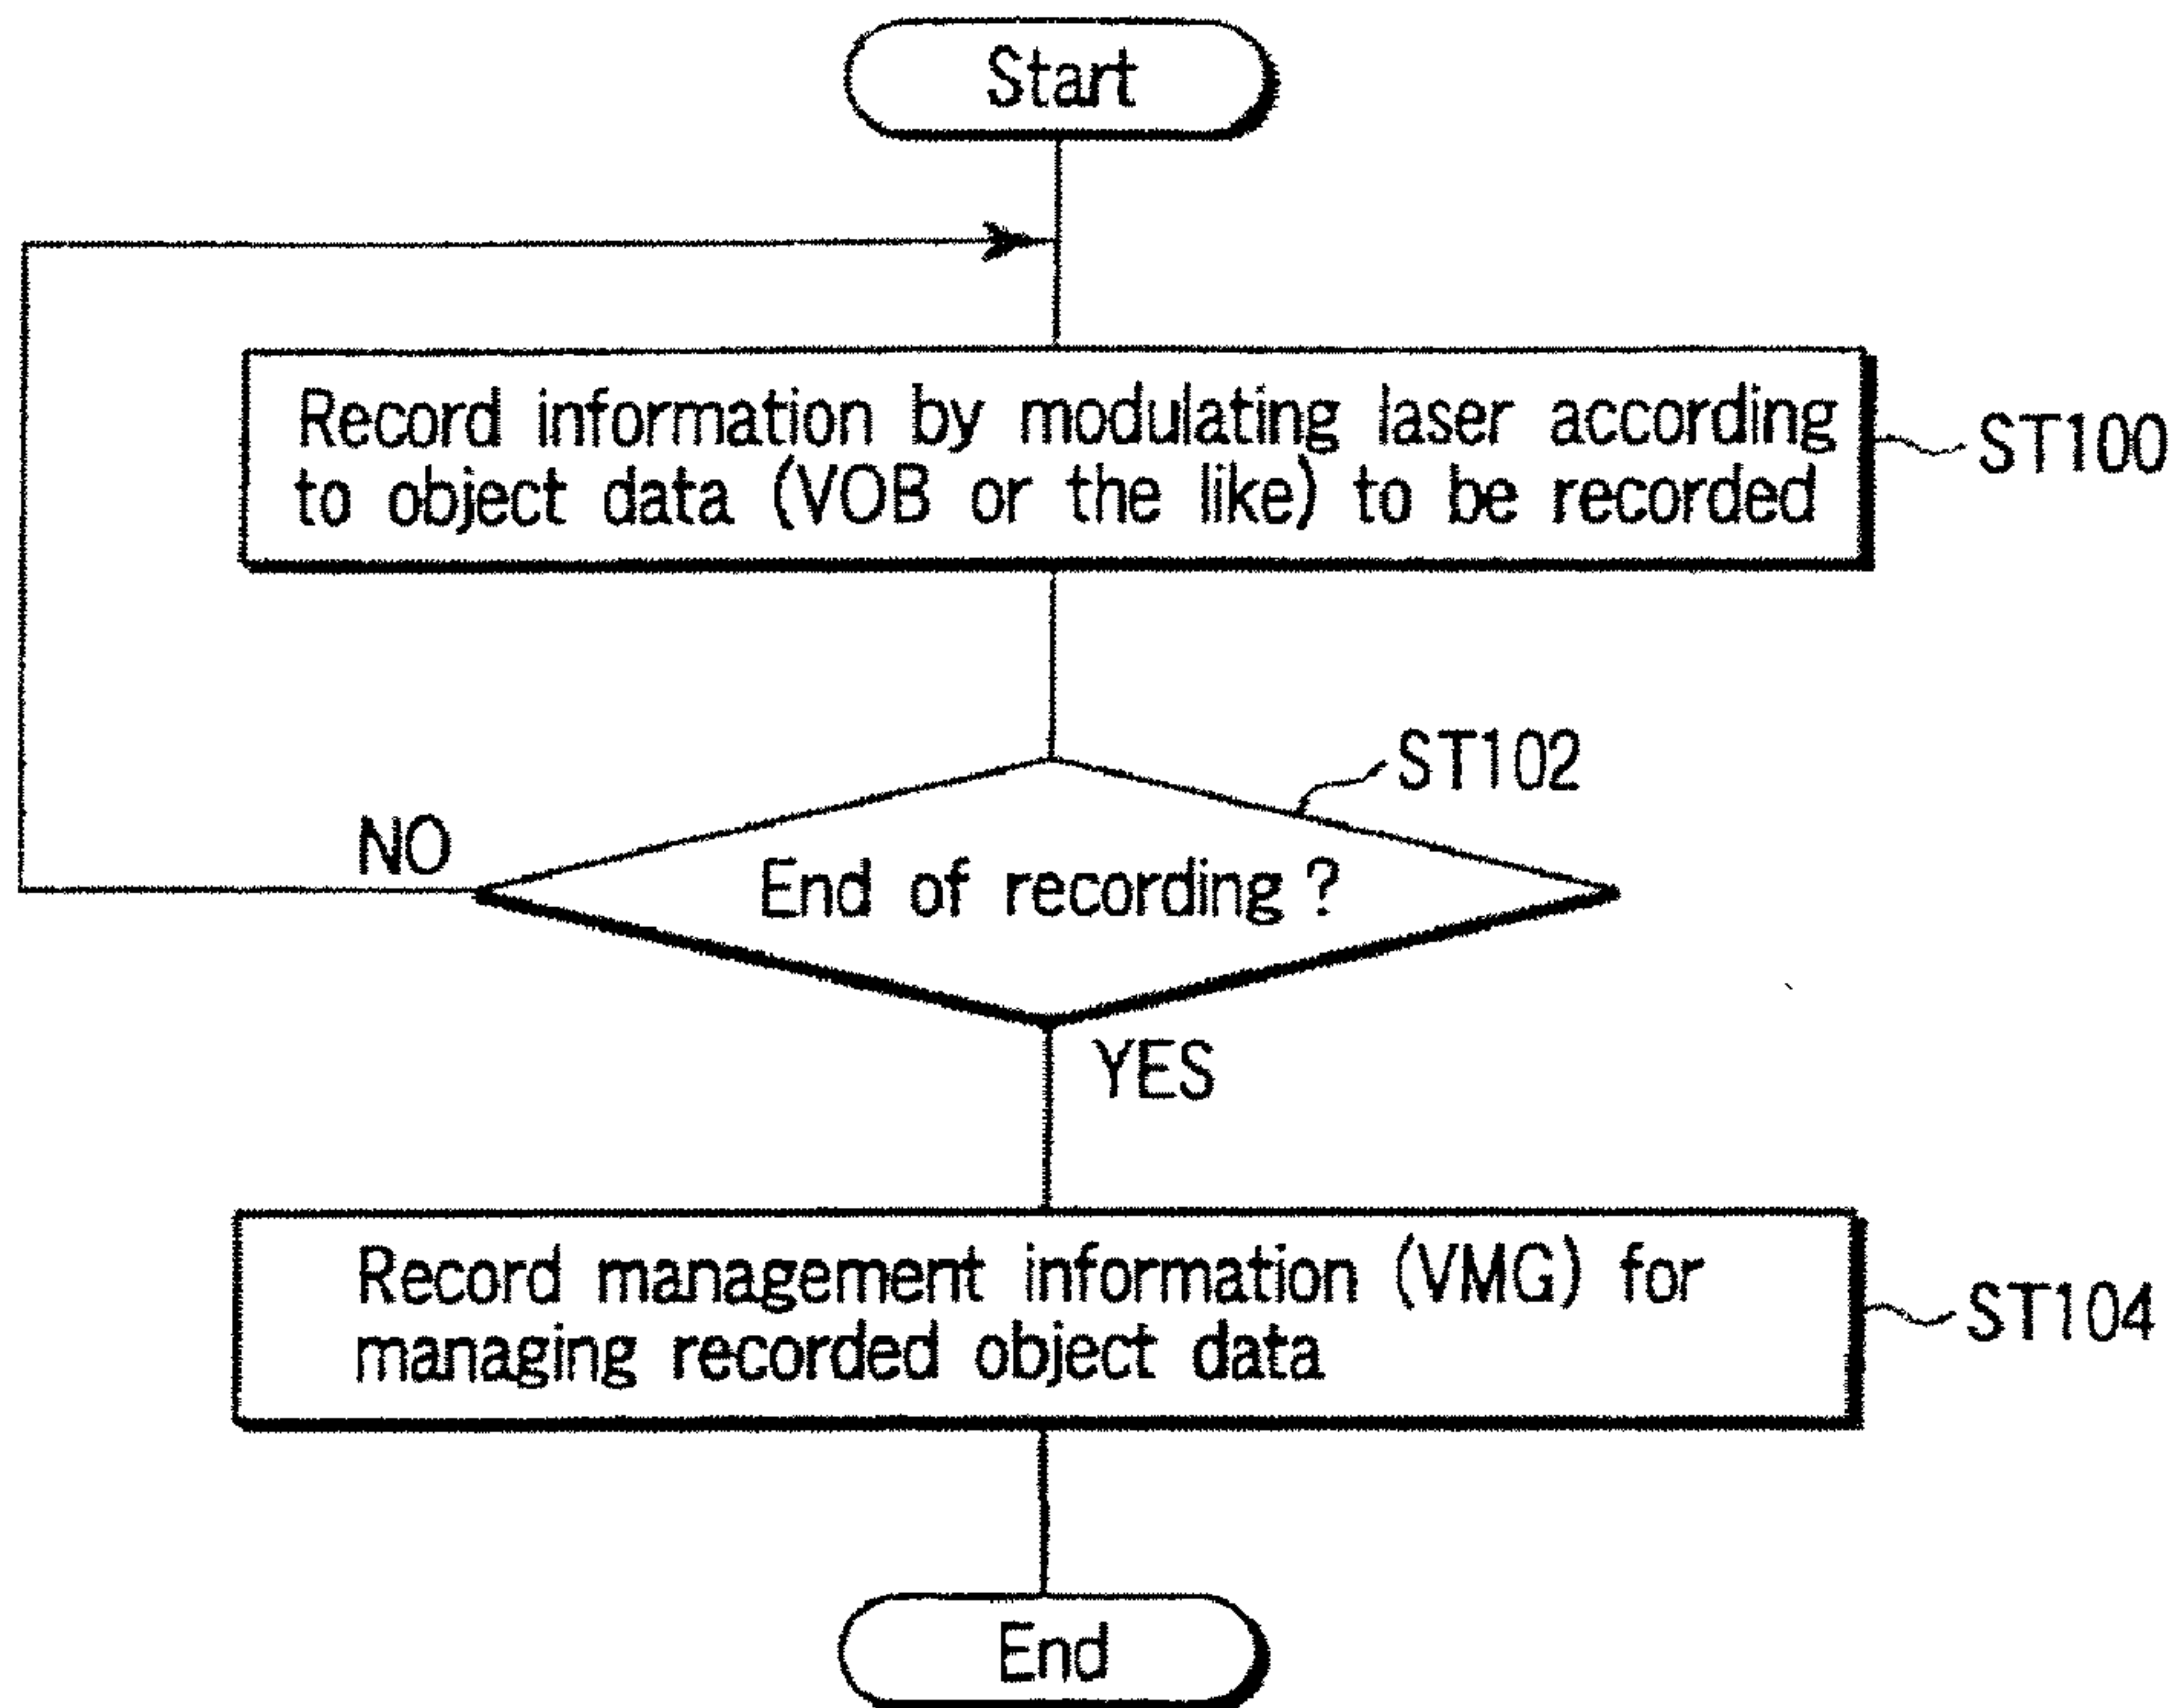 Start
Record information by modulating laser according
to object data (VOB or the like) to be recorded
ST100
ST102
NO
End of recording ?
YES
Record management information (VMG) for
managing recorded object data
ST104
End